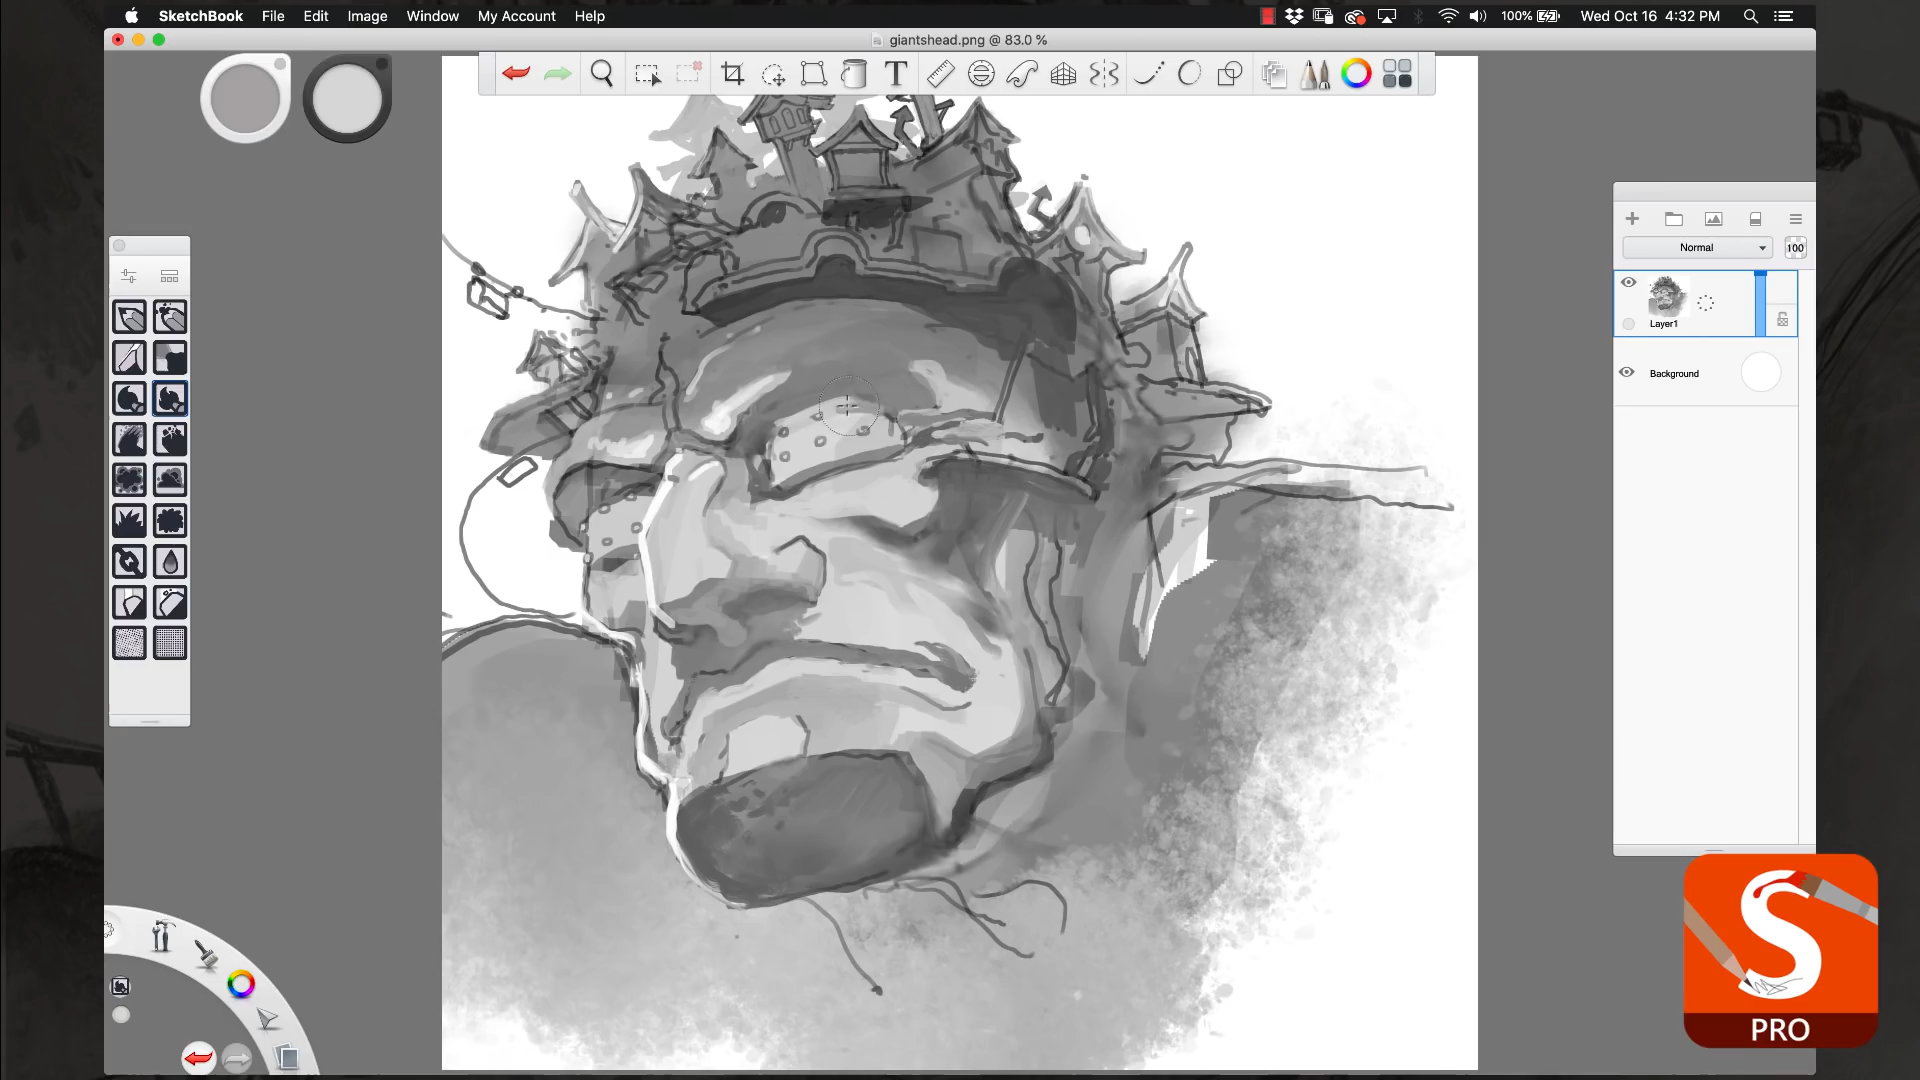 SketchBook File Edit Image Window My Account Help 100% Wed Oct 16 4:32 PM
giantshead.png @ 83.0 %
T
Normal 100
Layer1
Background
S
PRO